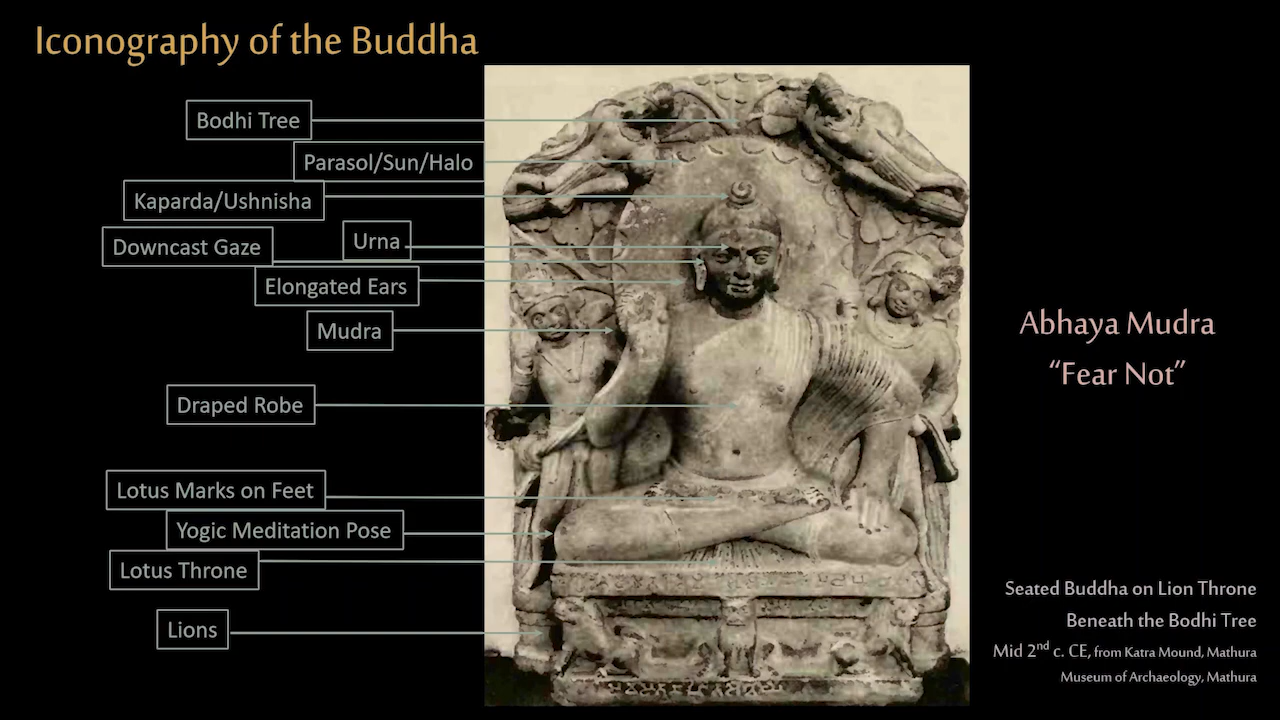 Iconography of the Buddha
Bodhi Tree
Parasol/Sun/Halo
Kaparda/Ushnisha
Urna
Downcast Gaze
Elongated Ears
Mudra
Draped Robe
Lotus Marks on Feet
Yogic Meditation Pose
Lotus Throne
Lions
Abhaya Mudra
“Fear Not”
Seated Buddha on Lion Throne
Beneath the Bodhi Tree
Mid 2nd c. CE, from Katra Mound, Mathura
Museum of Archaeology, Mathura